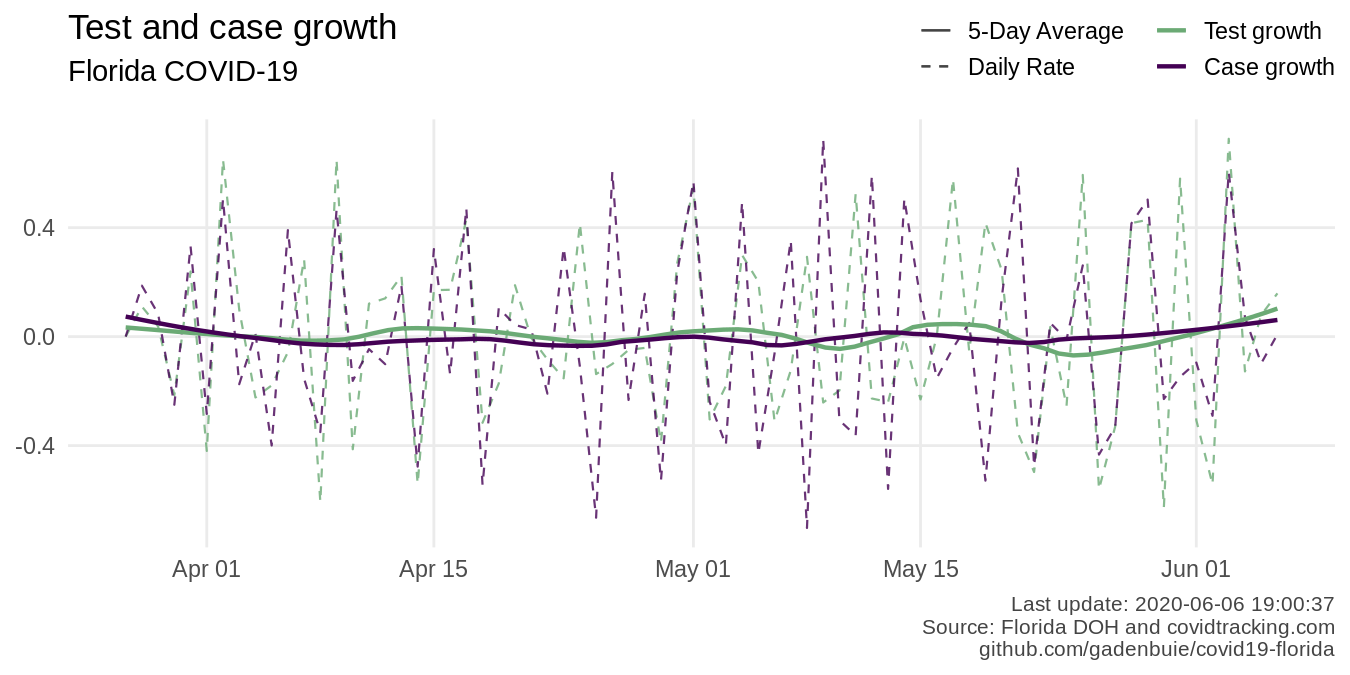 Test and case growth
Florida COVID-19
5-Day Average
Daily Rate
Test growth
Case growth
0.4
0.0
-0.4
Apr 01
Apr 15
May 01
May 15
Jun 01
Last update: 2020-06-06 19:00:37
Source: Florida DOH and covidtracking.com
github.com/gadenbuie/covid19-florida